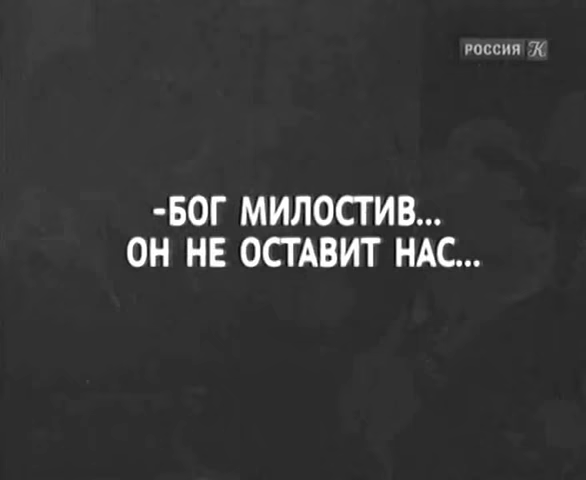 РОССИЯ К
-БОГ МИЛОСТИВ...
ОН НЕ ОСТАВИТ НАС...